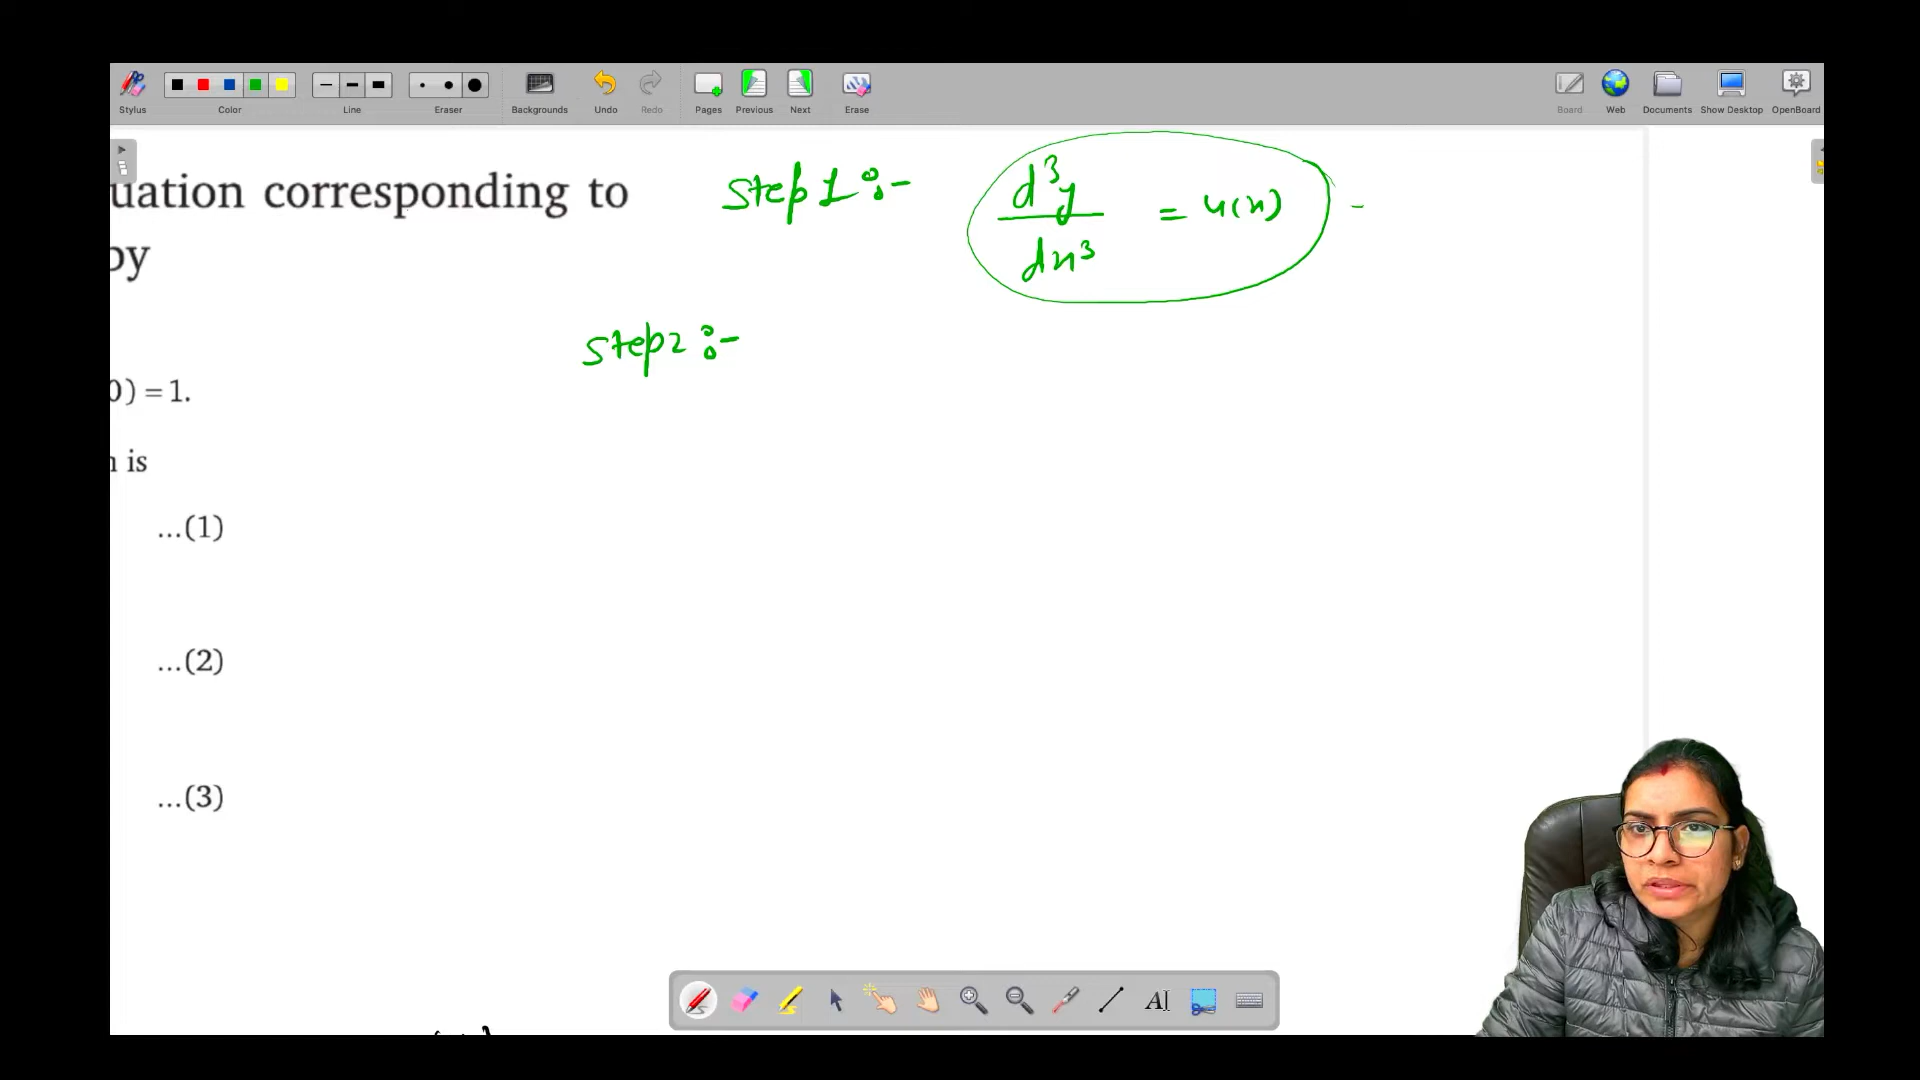 Stylus Color Line Eraser Backgrounds Undo Redo Pages Previous Next Erase Board Web Documents Show Desktop OpenBoard
uation corresponding to
by
step 1 :- d³y/dx³ = u(x) -
step 2 :-
0) = 1.
n is
...(1)
...(2)
...(3)